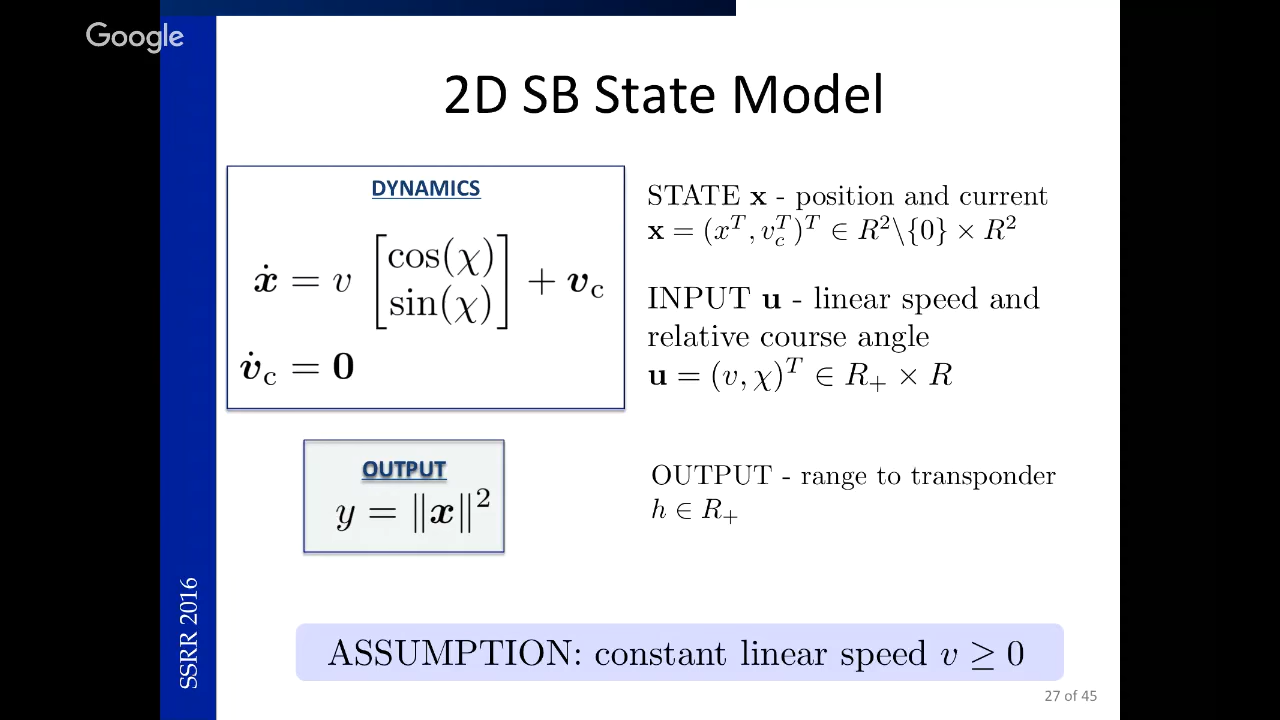 Google
2D SB State Model
DYNAMICS
ẋ = v [cos(χ) sin(χ)] + v_c
v̇_c = 0
STATE x - position and current
x = (x^T, v_c^T)^T ∈ R^2\{0} × R^2
INPUT u - linear speed and
relative course angle
u = (v, χ)^T ∈ R_+ × R
OUTPUT
y = ‖x‖^2
OUTPUT - range to transponder
h ∈ R_+
ASSUMPTION: constant linear speed v ≥ 0
SSRR 2016
27 of 45